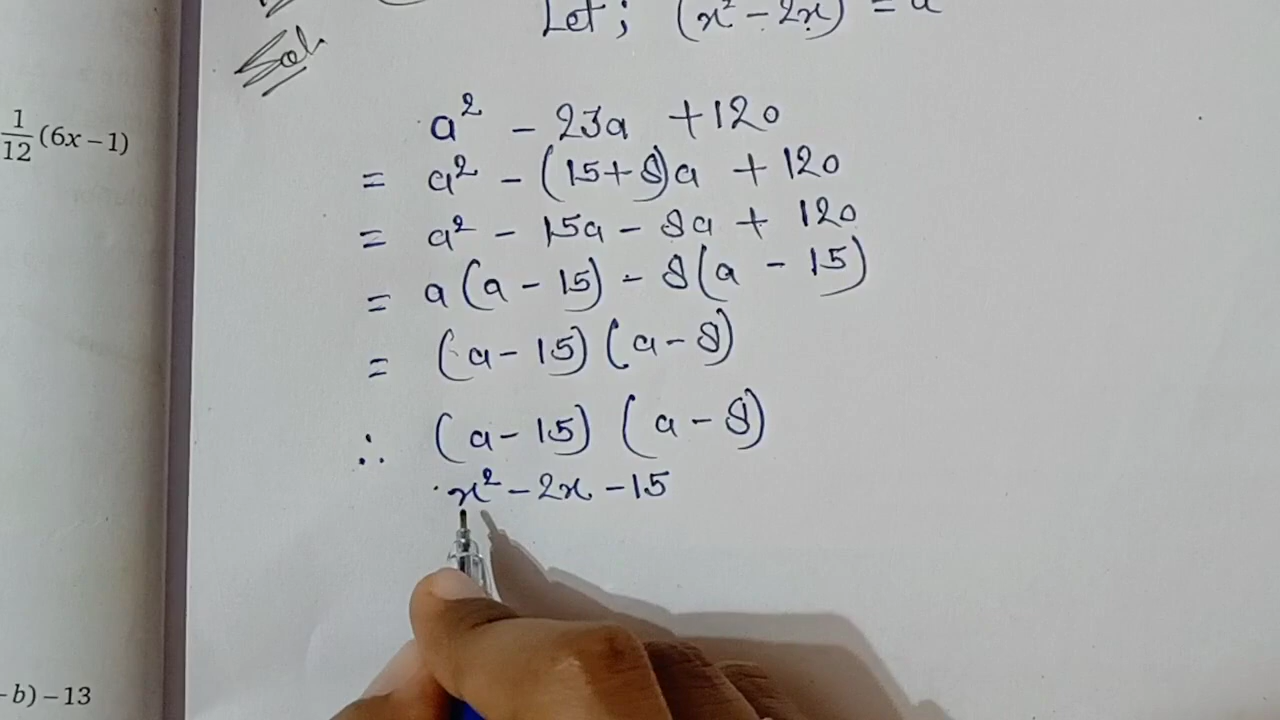 Let ; (x² - 2x) = a
Sol.
a² - 23a + 120
= a² - (15+8)a + 120
= a² - 15a - 8a + 120
= a(a - 15) - 8(a - 15)
= (a - 15)(a - 8)
∴ (a - 15) (a - 8)
x² - 2x - 15
1/12 (6x – 1)
-b) – 13